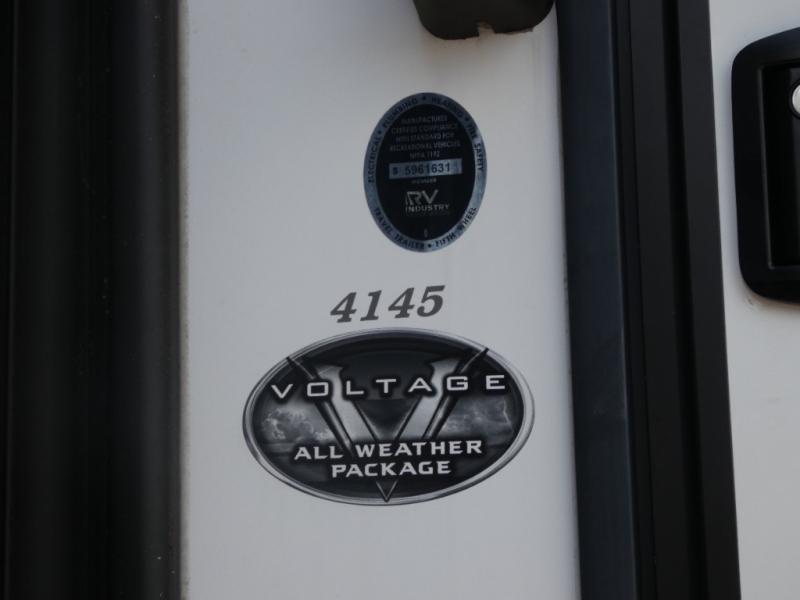 ELECTRICAL • PLUMBING • HEATING • FIRE SAFETY
MANUFACTURER
CERTIFIES COMPLIANCE
WITH STANDARD FOR
RECREATIONAL VEHICLES
NFPA 1192
S 5961631
MEMBER
RV
INDUSTRY
TRAVEL TRAILER • FIFTH WHEEL
4145
VOLTAGE
ALL WEATHER
PACKAGE